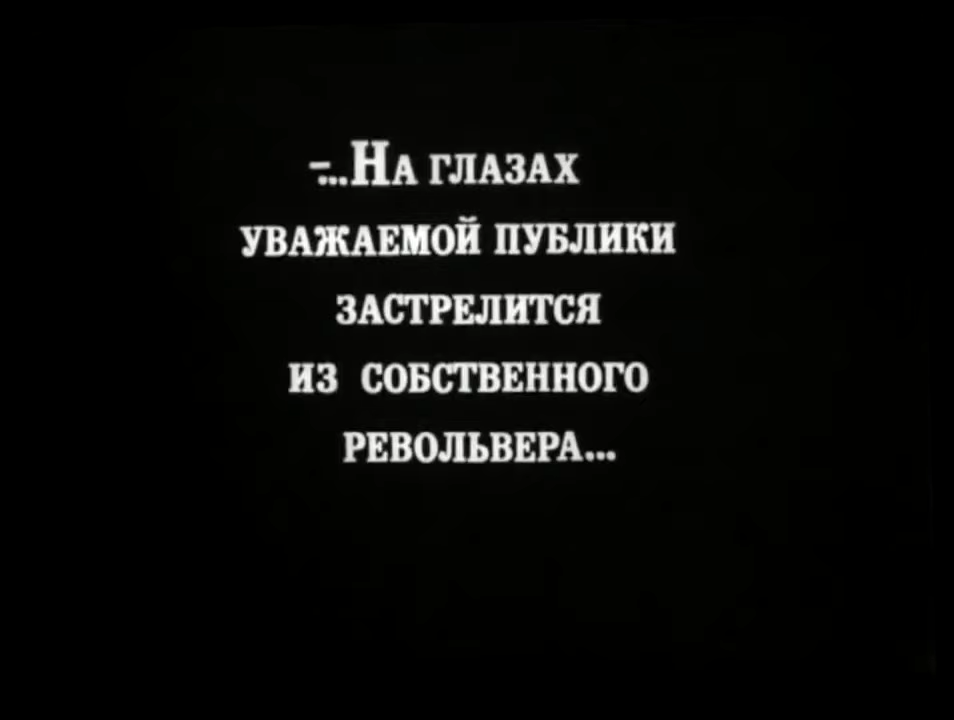 –...На глазах
уважаемой публики
застрелится
из собственного
револьвера...